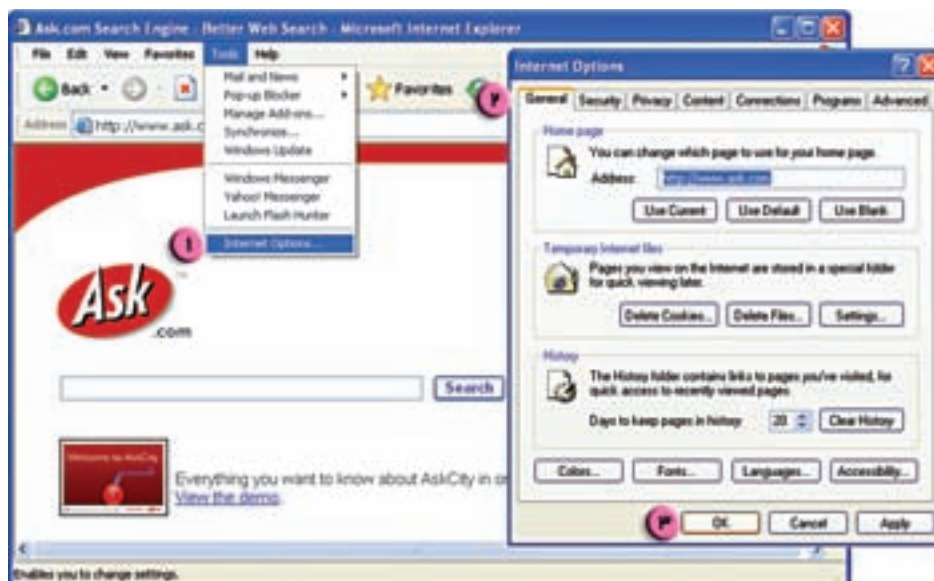 Ask.com Search Engine - Better Web Search - Microsoft Internet Explorer
File Edit View Favorites Tools Help
Back Favorites
Address http://www.ask.c
Mail and News
Pop-up Blocker
Manage Add-ons...
Synchronize...
Windows Update
Windows Messenger
Yahoo! Messenger
Launch Flash Hunter
Internet Options...
۱
Ask
.com
Search
Welcome to AskCity
Everything you want to know about AskCity in or
View the demo.
Enables you to change settings.
۲
Internet Options
General Security Privacy Content Connections Programs Advanced
Home page
You can change which page to use for your home page.
Address: http://www.ask.com
Use Current Use Default Use Blank
Temporary Internet files
Pages you view on the Internet are stored in a special folder
for quick viewing later.
Delete Cookies... Delete Files... Settings...
History
The History folder contains links to pages you've visited, for
quick access to recently viewed pages.
Days to keep pages in history: 20 Clear History
Colors... Fonts... Languages... Accessibility...
۳
OK Cancel Apply